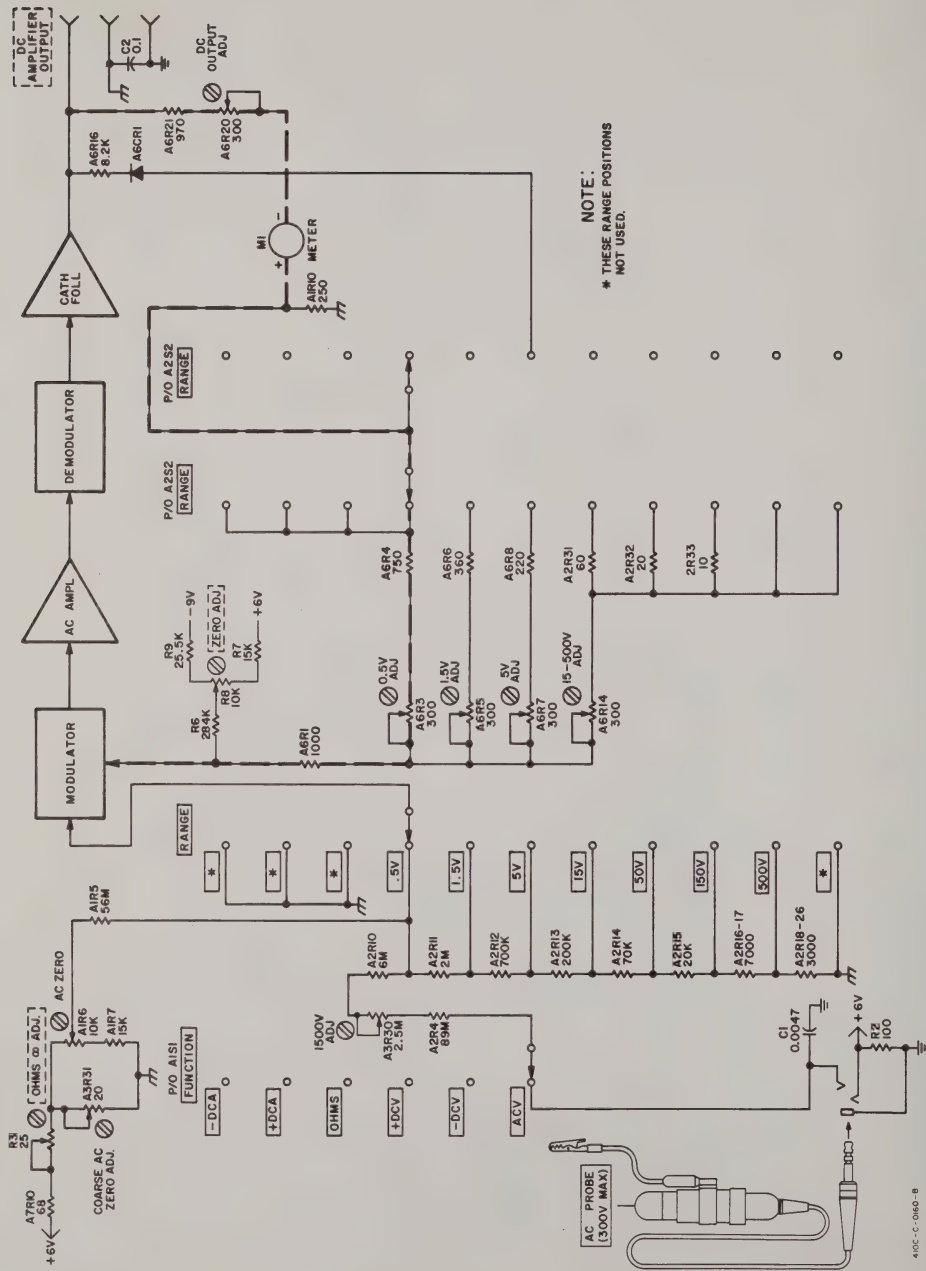 DC
AMPLIFIER
OUTPUT
C2
0.1
DC
OUTPUT
ADJ
A6R16
8.2K
A6CR1
A6R21
970
A6R20
300
CATH
FOLL
M1
METER
+
-
A1R10
250
NOTE:
* THESE RANGE POSITIONS
NOT USED.
DEMODULATOR
P/O A2S2
RANGE
P/O A2S2
RANGE
AC AMPL
R9
25.5K
-9V
ZERO ADJ
R8
10K
R7
15K
+6V
R6
284K
A6R1
1000
MODULATOR
A6R4
750
A6R6
360
A6R8
220
A2R31
60
A2R32
20
2R33
10
0.5V
ADJ
A6R3
300
1.5V
ADJ
A6R5
300
5V
ADJ
A6R7
300
15-500V
ADJ
A6R14
300
RANGE
*
*
*
.5V
1.5V
5V
15V
50V
150V
500V
*
A1R5
56M
AC ZERO
A1R6
10K
A1R7
15K
OHMS ∞ ADJ.
R31
25
A3R31
20
COARSE AC
ZERO ADJ.
A7R10
68
+6V
A2R10
6M
A2R11
2M
A2R12
700K
A2R13
200K
A2R14
70K
A2R15
20K
A2R16-17
7000
A2R18-26
3000
1500V
ADJ
A3R30
2.5M
A2R4
89M
P/O A1S1
FUNCTION
-DCA
+DCA
OHMS
+DCV
-DCV
ACV
C1
0.0047
+6V
R2
100
AC PROBE
(300V MAX)
410C-C-0160-B